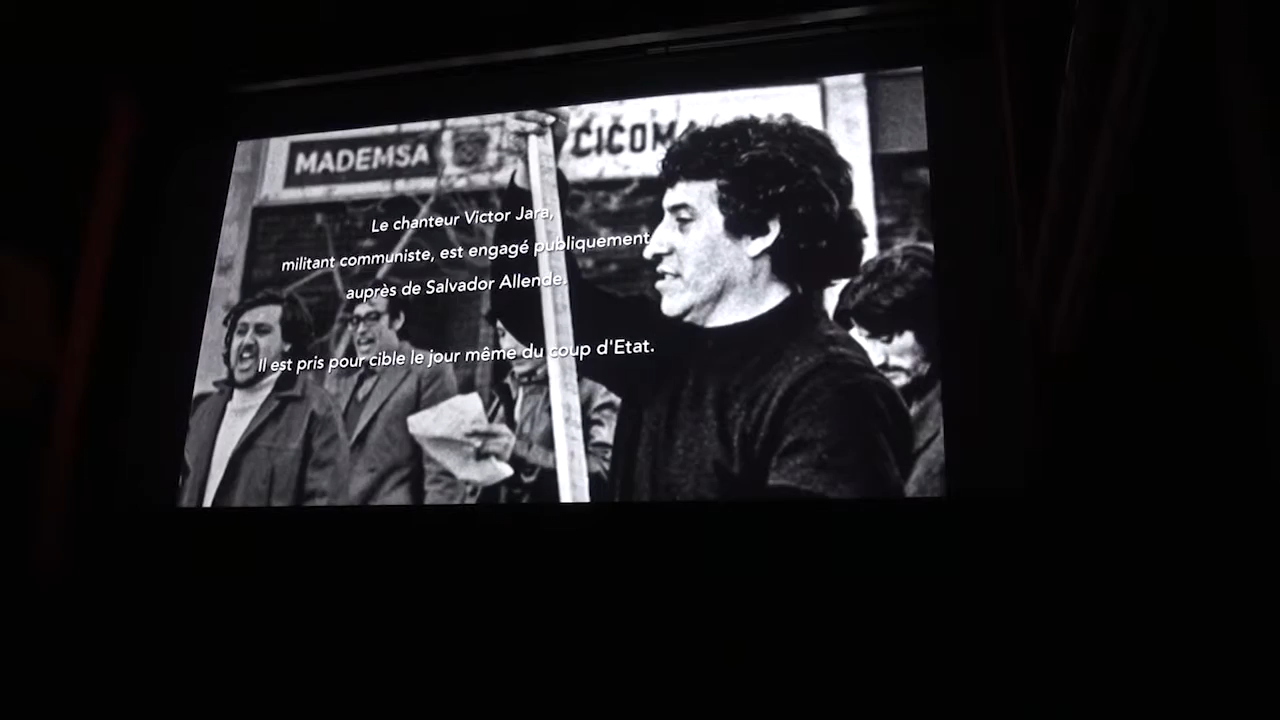 MADEMSA
CICOM
Le chanteur Victor Jara,
militant communiste, est engagé publiquement
auprès de Salvador Allende.
Il est pris pour cible le jour même du coup d'Etat.